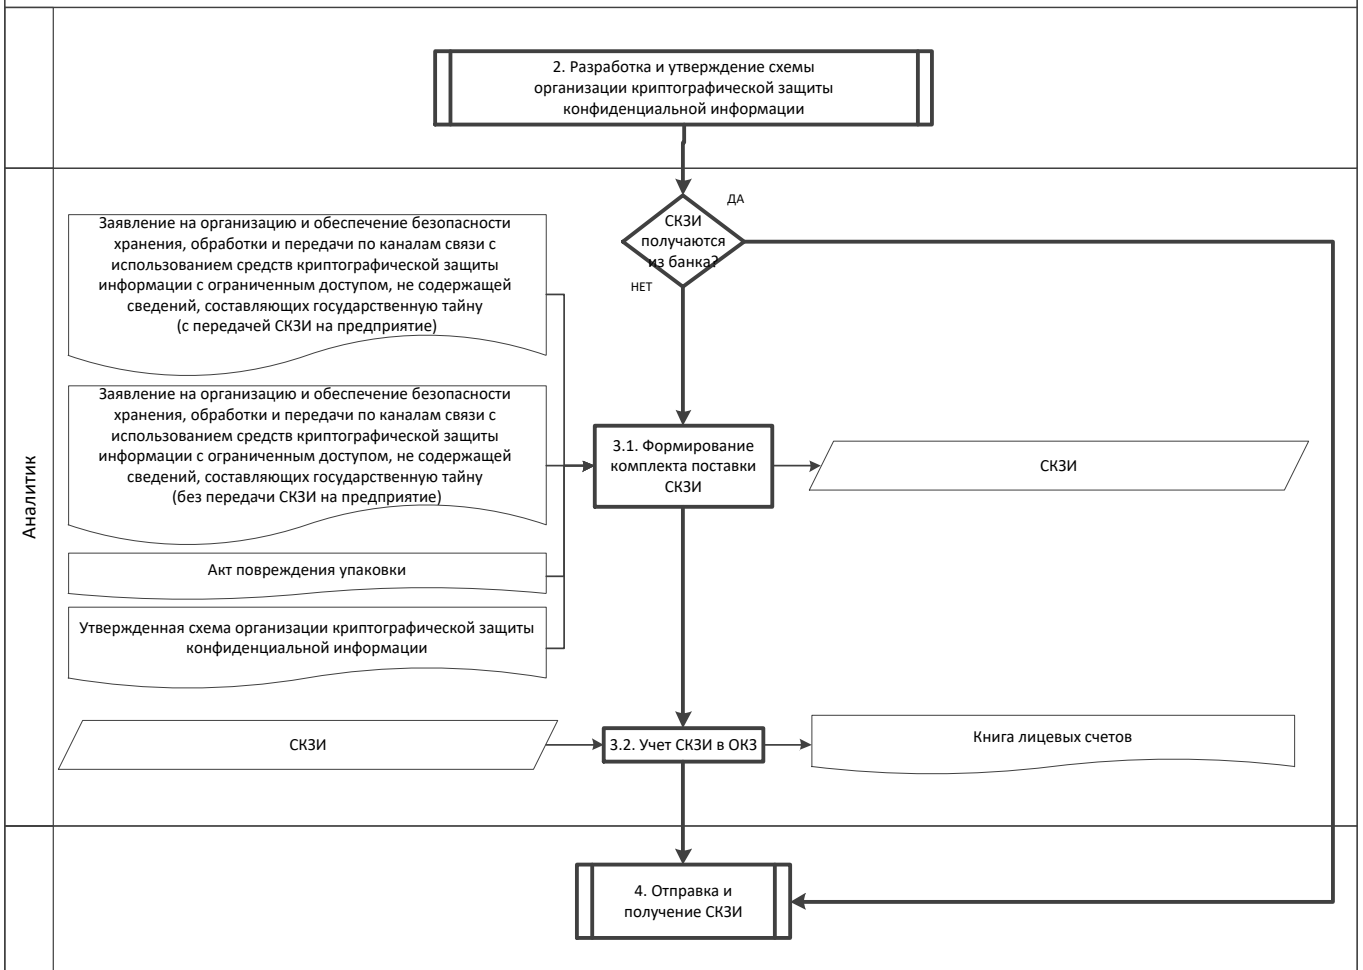 2. Разработка и утверждение схемы
организации криптографической защиты
конфиденциальной информации
Аналитик
СКЗИ
получаются
из банка?
ДА
НЕТ
Заявление на организацию и обеспечение безопасности
хранения, обработки и передачи по каналам связи с
использованием средств криптографической защиты
информации с ограниченным доступом, не содержащей
сведений, составляющих государственную тайну
(с передачей СКЗИ на предприятие)
Заявление на организацию и обеспечение безопасности
хранения, обработки и передачи по каналам связи с
использованием средств криптографической защиты
информации с ограниченным доступом, не содержащей
сведений, составляющих государственную тайну
(без передачи СКЗИ на предприятие)
Акт повреждения упаковки
Утвержденная схема организации криптографической защиты
конфиденциальной информации
3.1. Формирование
комплекта поставки
СКЗИ
СКЗИ
СКЗИ
3.2. Учет СКЗИ в ОКЗ
Книга лицевых счетов
4. Отправка и
получение СКЗИ